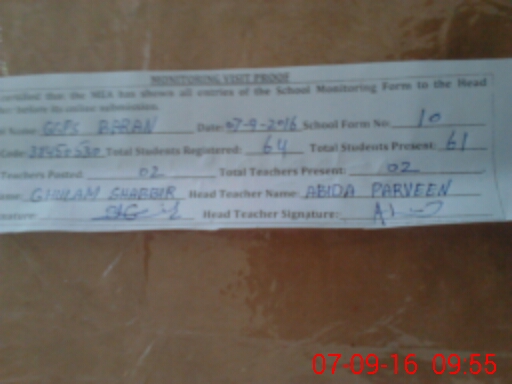 MONITORING VISIT PROOF
certified that the MEA has shown all entries of the School Monitoring Form to the Head
before its online submission.
Name: GGPS Date: 07-9-2016 School Form No: 10
Code: 38450530 Total Students Registered: 64 Total Students Present: 61
Teachers Posted: 02 Total Teachers Present: 02
Name: GHULAM SHABBIR Head Teacher Name: ABIDA PARVEEN
Signature: Head Teacher Signature:
07-09-16 09:55